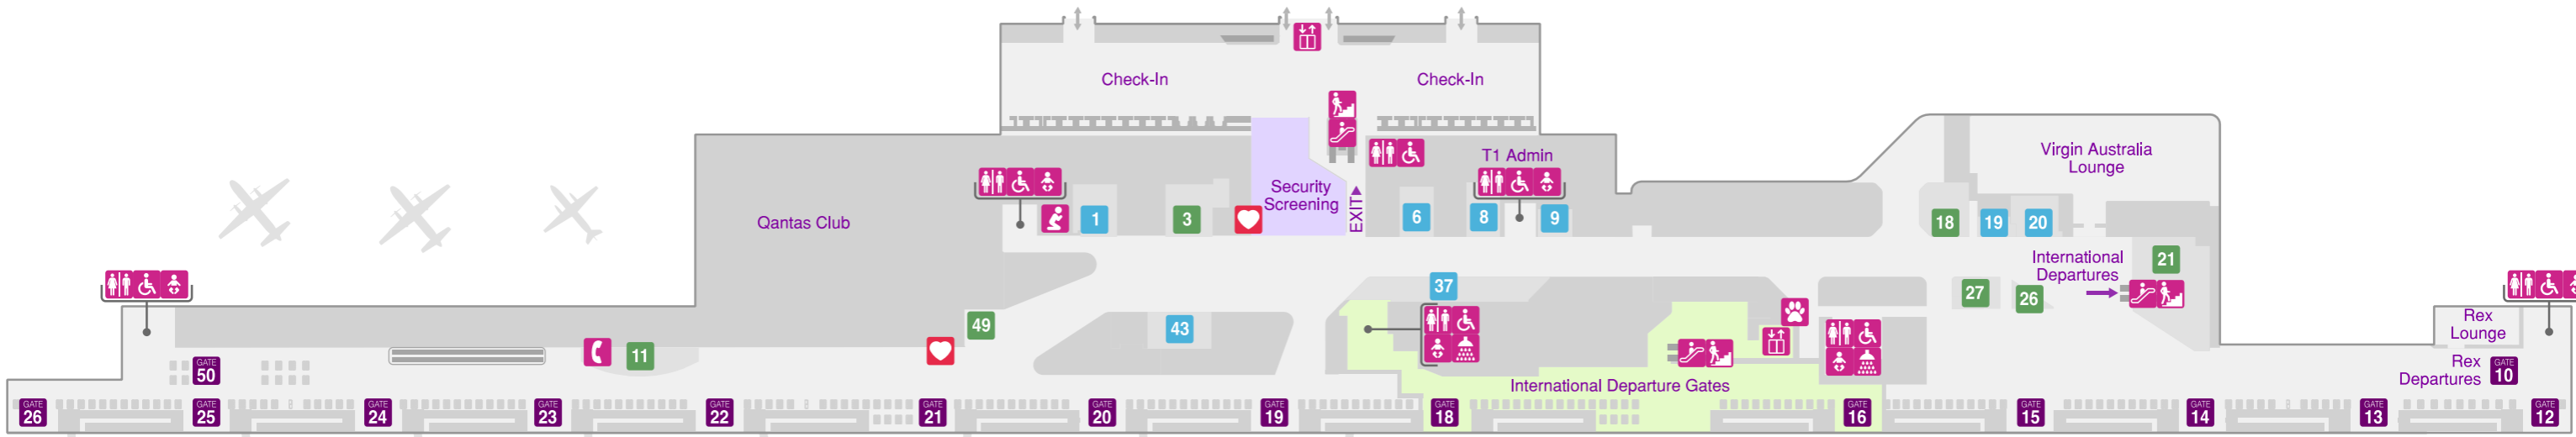 Check-In
Check-In
T1 Admin
Security
Screening
EXIT
Virgin Australia
Lounge
Qantas Club
1
3
6
8
9
18
19
20
International
Departures
21
37
27
26
49
43
11
Rex
Lounge
Rex
Departures
GATE
10
International Departure Gates
GATE
50
GATE
26
GATE
25
GATE
24
GATE
23
GATE
22
GATE
21
GATE
20
GATE
19
GATE
18
GATE
16
GATE
15
GATE
14
GATE
13
GATE
12